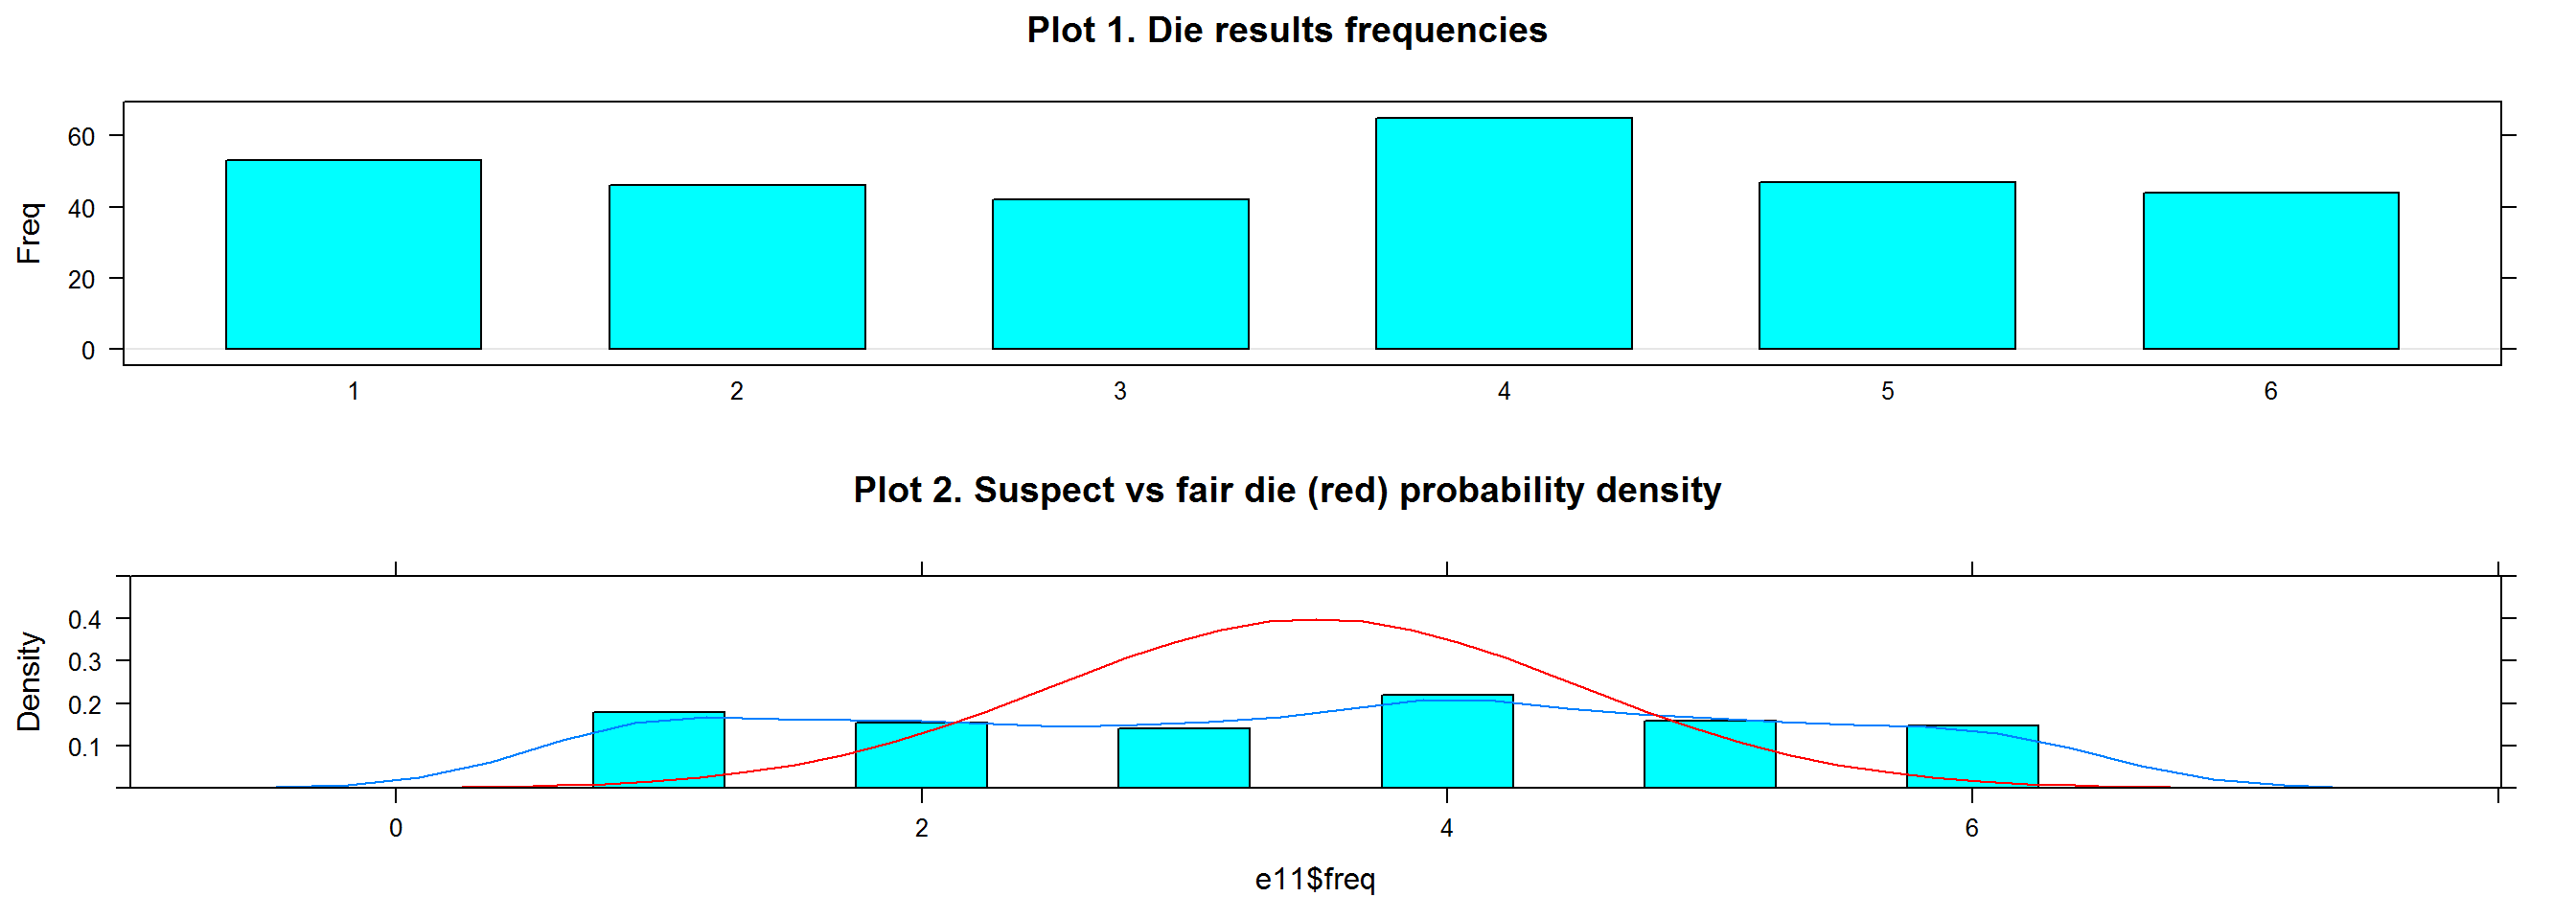 Plot 1. Die results frequencies
Freq
60
40
20
0
1 2 3 4 5 6
Plot 2. Suspect vs fair die (red) probability density
Density
0.4
0.3
0.2
0.1
0 2 4 6
e11$freq